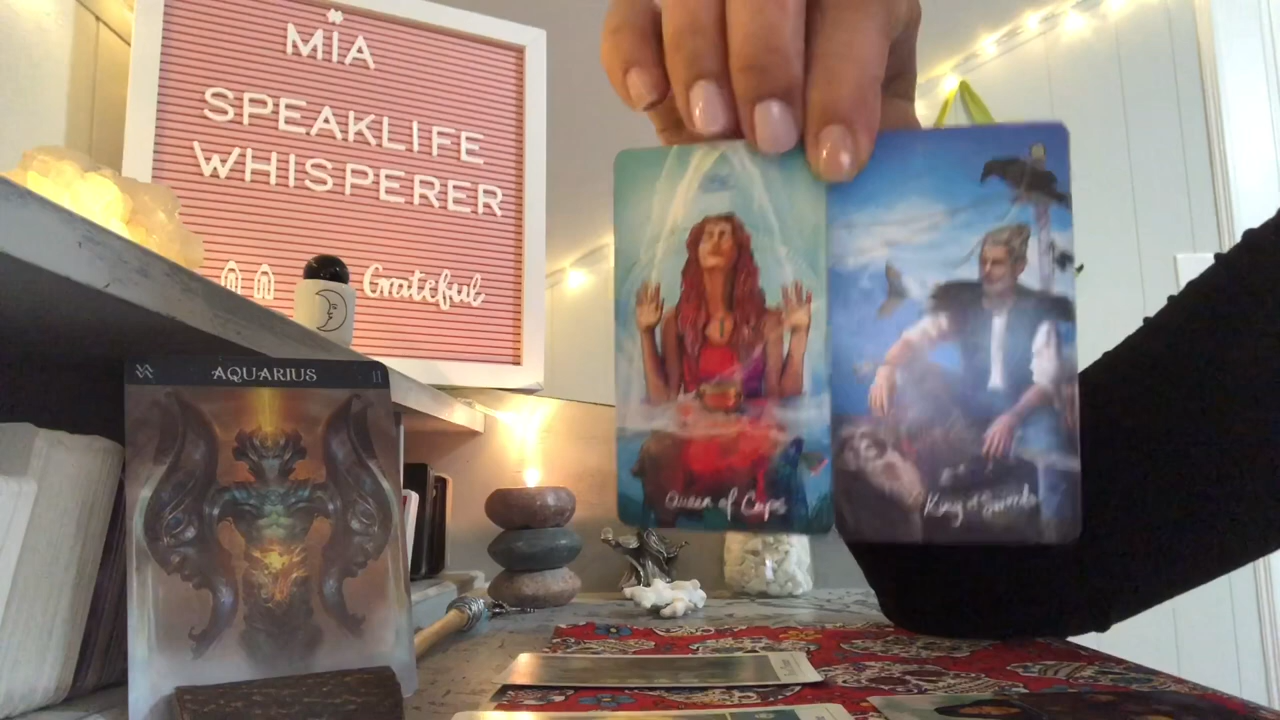 MIA
SPEAKLIFE
WHISPERER
Grateful
AQUARIUS 11
Queen of Cups
King of Swords